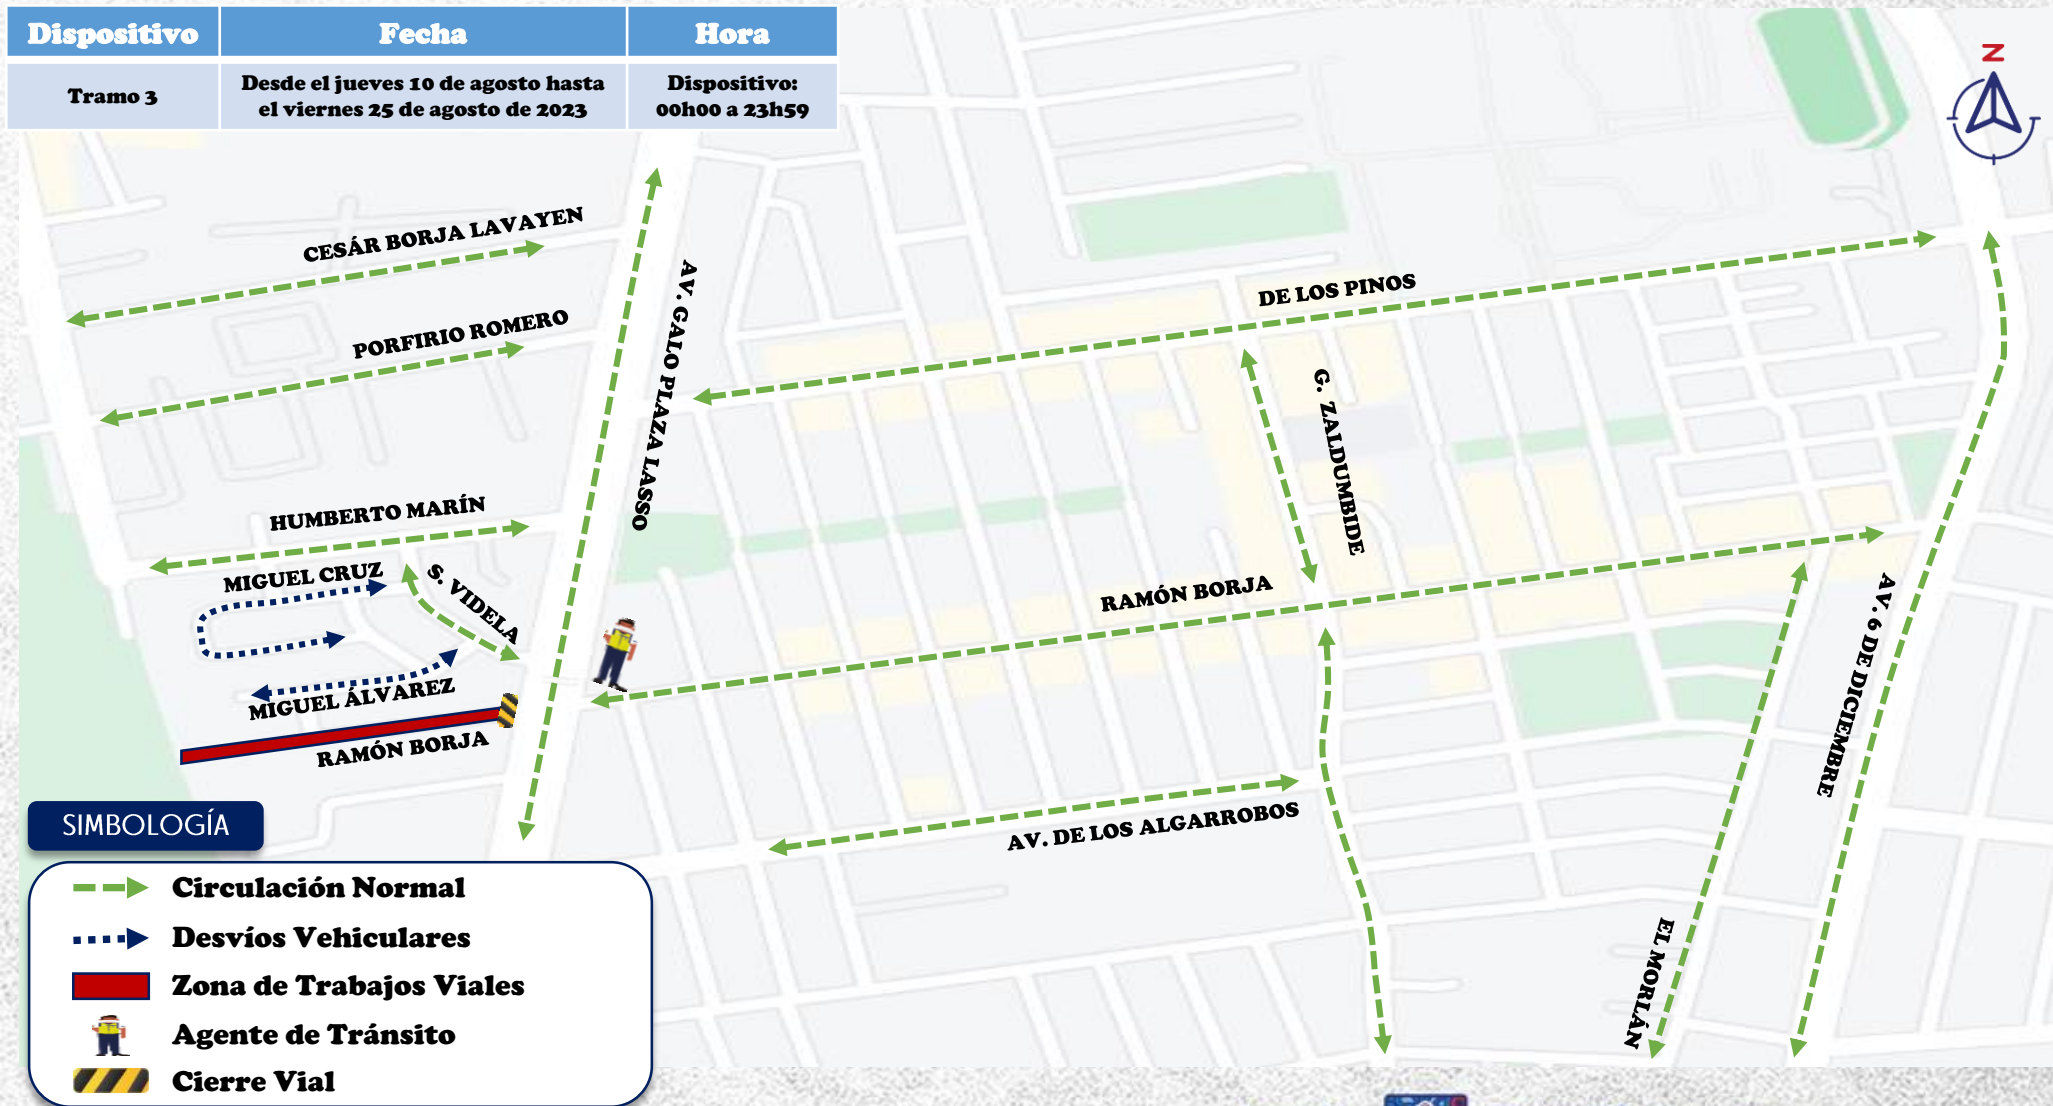 Dispositivo
Fecha
Hora
Tramo 3
Desde el jueves 10 de agosto hasta
el viernes 25 de agosto de 2023
Dispositivo:
00h00 a 23h59
N
CESÁR BORJA LAVAYEN
PORFIRIO ROMERO
AV. GALO PLAZA LASSO
DE LOS PINOS
G. ZALDUMBIDE
HUMBERTO MARÍN
MIGUEL CRUZ
S. VIDELA
MIGUEL ÁLVAREZ
RAMÓN BORJA
RAMÓN BORJA
AV. 6 DE DICIEMBRE
AV. DE LOS ALGARROBOS
EL MORLÁN
SIMBOLOGÍA
Circulación Normal
Desvíos Vehiculares
Zona de Trabajos Viales
Agente de Tránsito
Cierre Vial